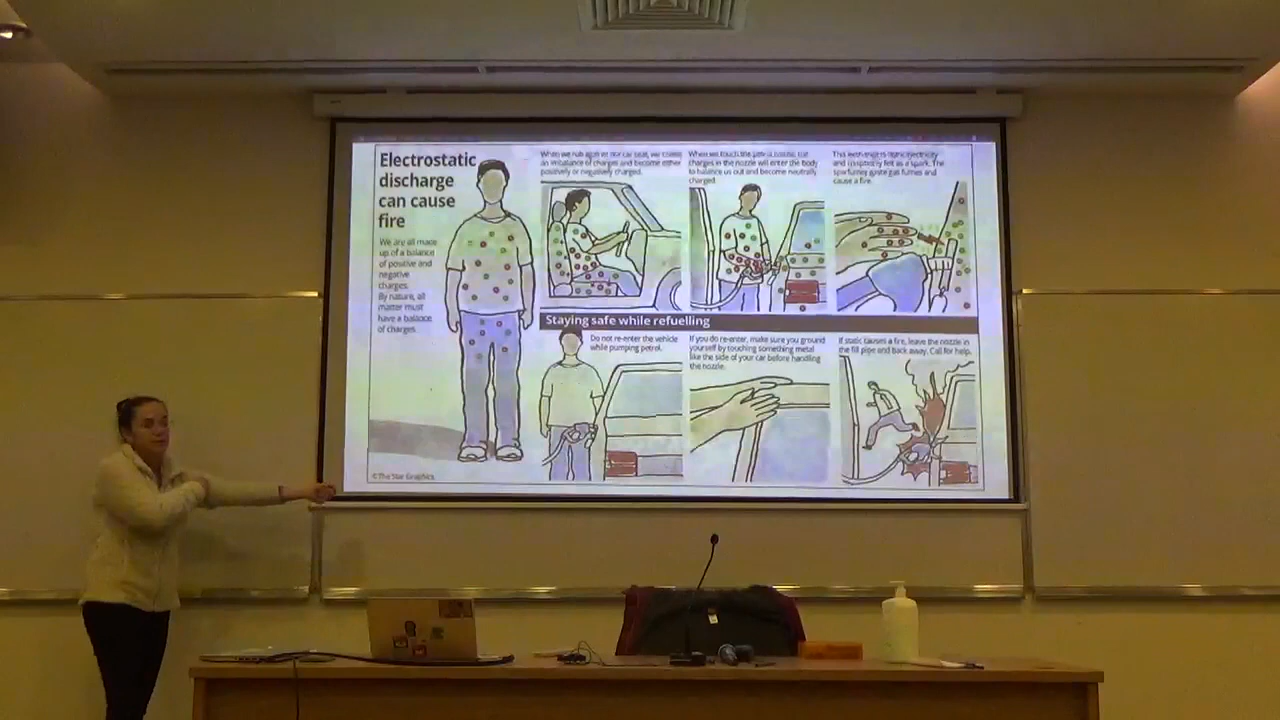 Electrostatic
discharge
can cause
fire
We are all made
up of a balance
of positive and
negative
charges.
By nature, all
matter must
have a balance
of charges.
When we rub against our car seat, we create
an imbalance of charges and become either
positively or negatively charged.
When we touch the petrol nozzle, the
charges in the nozzle will enter the body
to balance us out and become neutrally
charged.
This exchange is static electricity
and is typically felt as a spark. The
spark may ignite gas fumes and
cause a fire.
Staying safe while refuelling
Do not re-enter the vehicle
while pumping petrol.
If you do re-enter, make sure you ground
yourself by touching something metal
like the side of your car before handling
the nozzle.
If static causes a fire, leave the nozzle in
the fill pipe and back away. Call for help.
©The Star Graphics